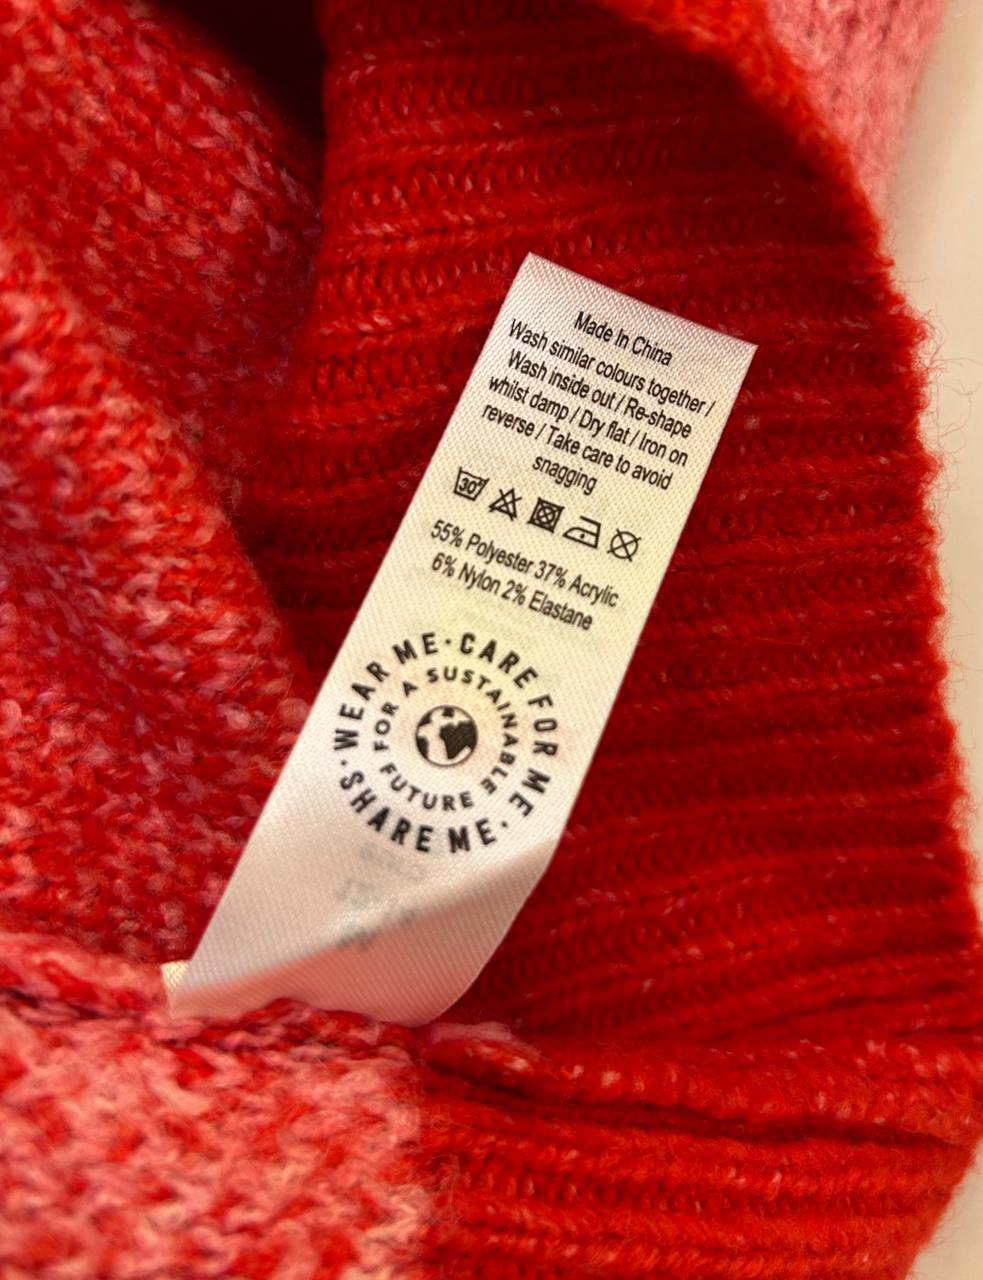 Made In China
Wash similar colours together /
Wash inside out / Re-shape
whilst damp / Dry flat / Iron on
reverse / Take care to avoid
snagging
30°
55% Polyester 37% Acrylic
6% Nylon 2% Elastane
WEAR ME · CARE FOR ME · SHARE ME ·
FOR A SUSTAINABLE FUTURE